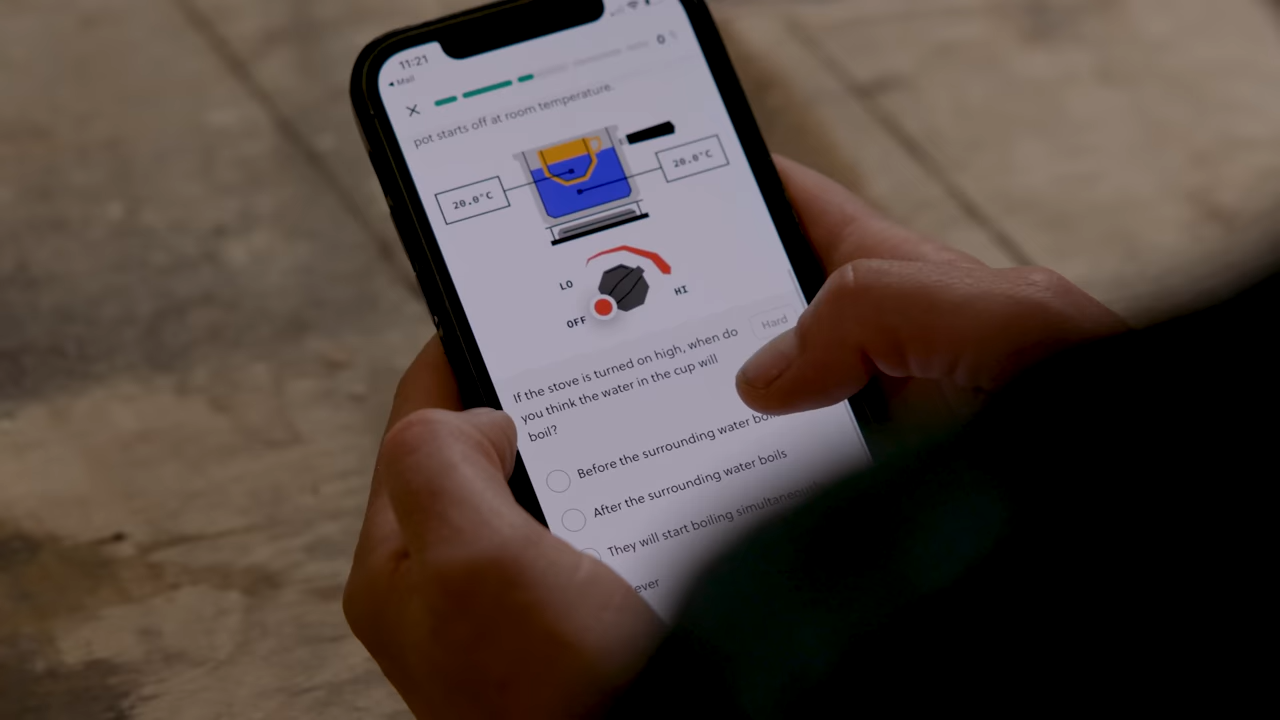 11:21
◀ Mail
0
pot starts off at room temperature.
20.0°C
20.0°C
LO
HI
OFF
Hard
If the stove is turned on high, when do
you think the water in the cup will
boil?
Before the surrounding water
After the surrounding water boils
They will start boiling